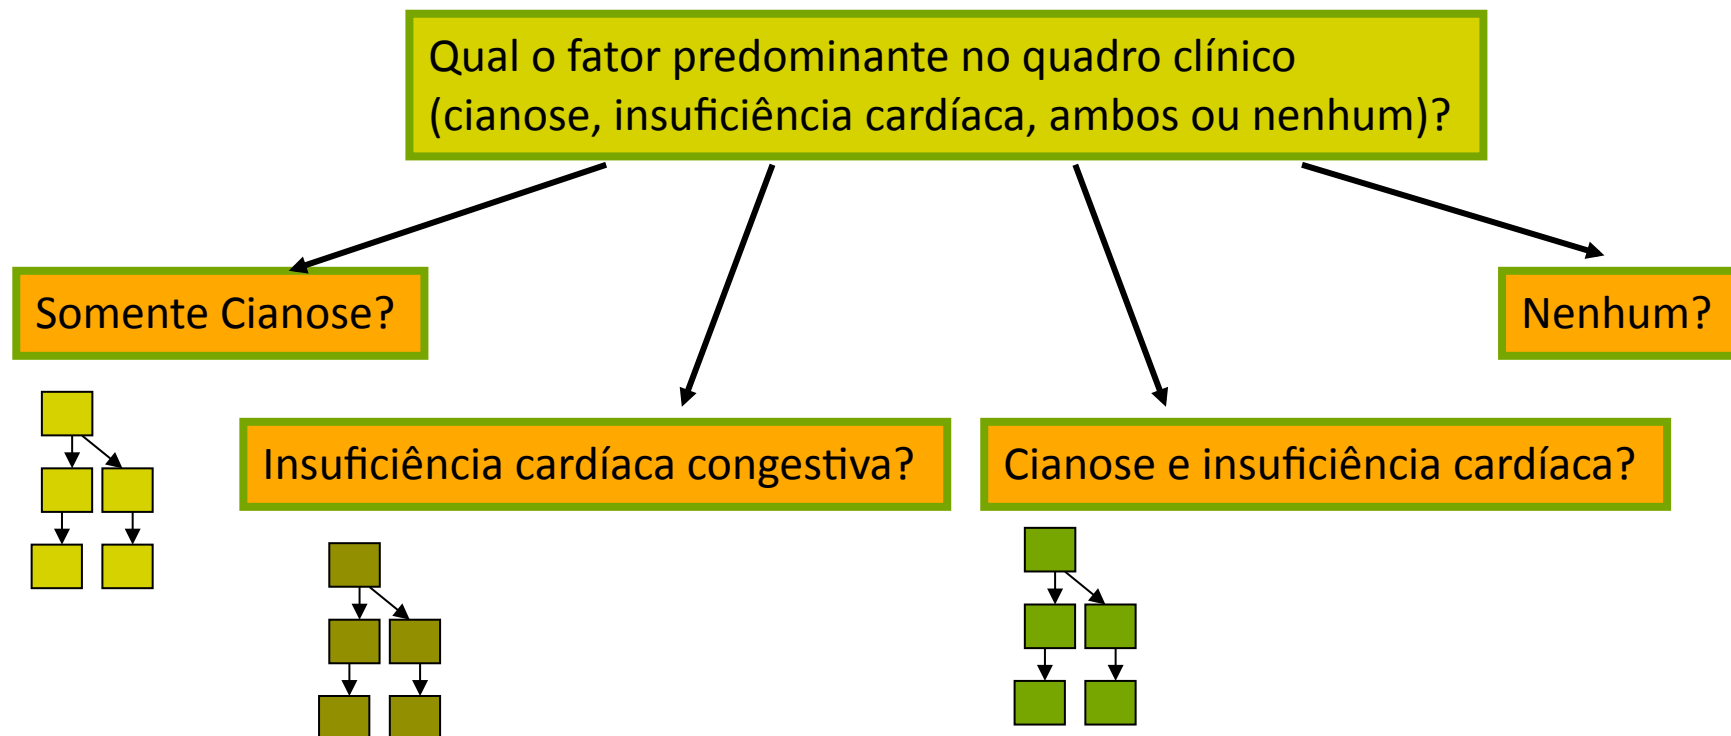 Qual o fator predominante no quadro clínico
(cianose, insuficiência cardíaca, ambos ou nenhum)?
Somente Cianose?
Nenhum?
Insuficiência cardíaca congestiva?
Cianose e insuficiência cardíaca?